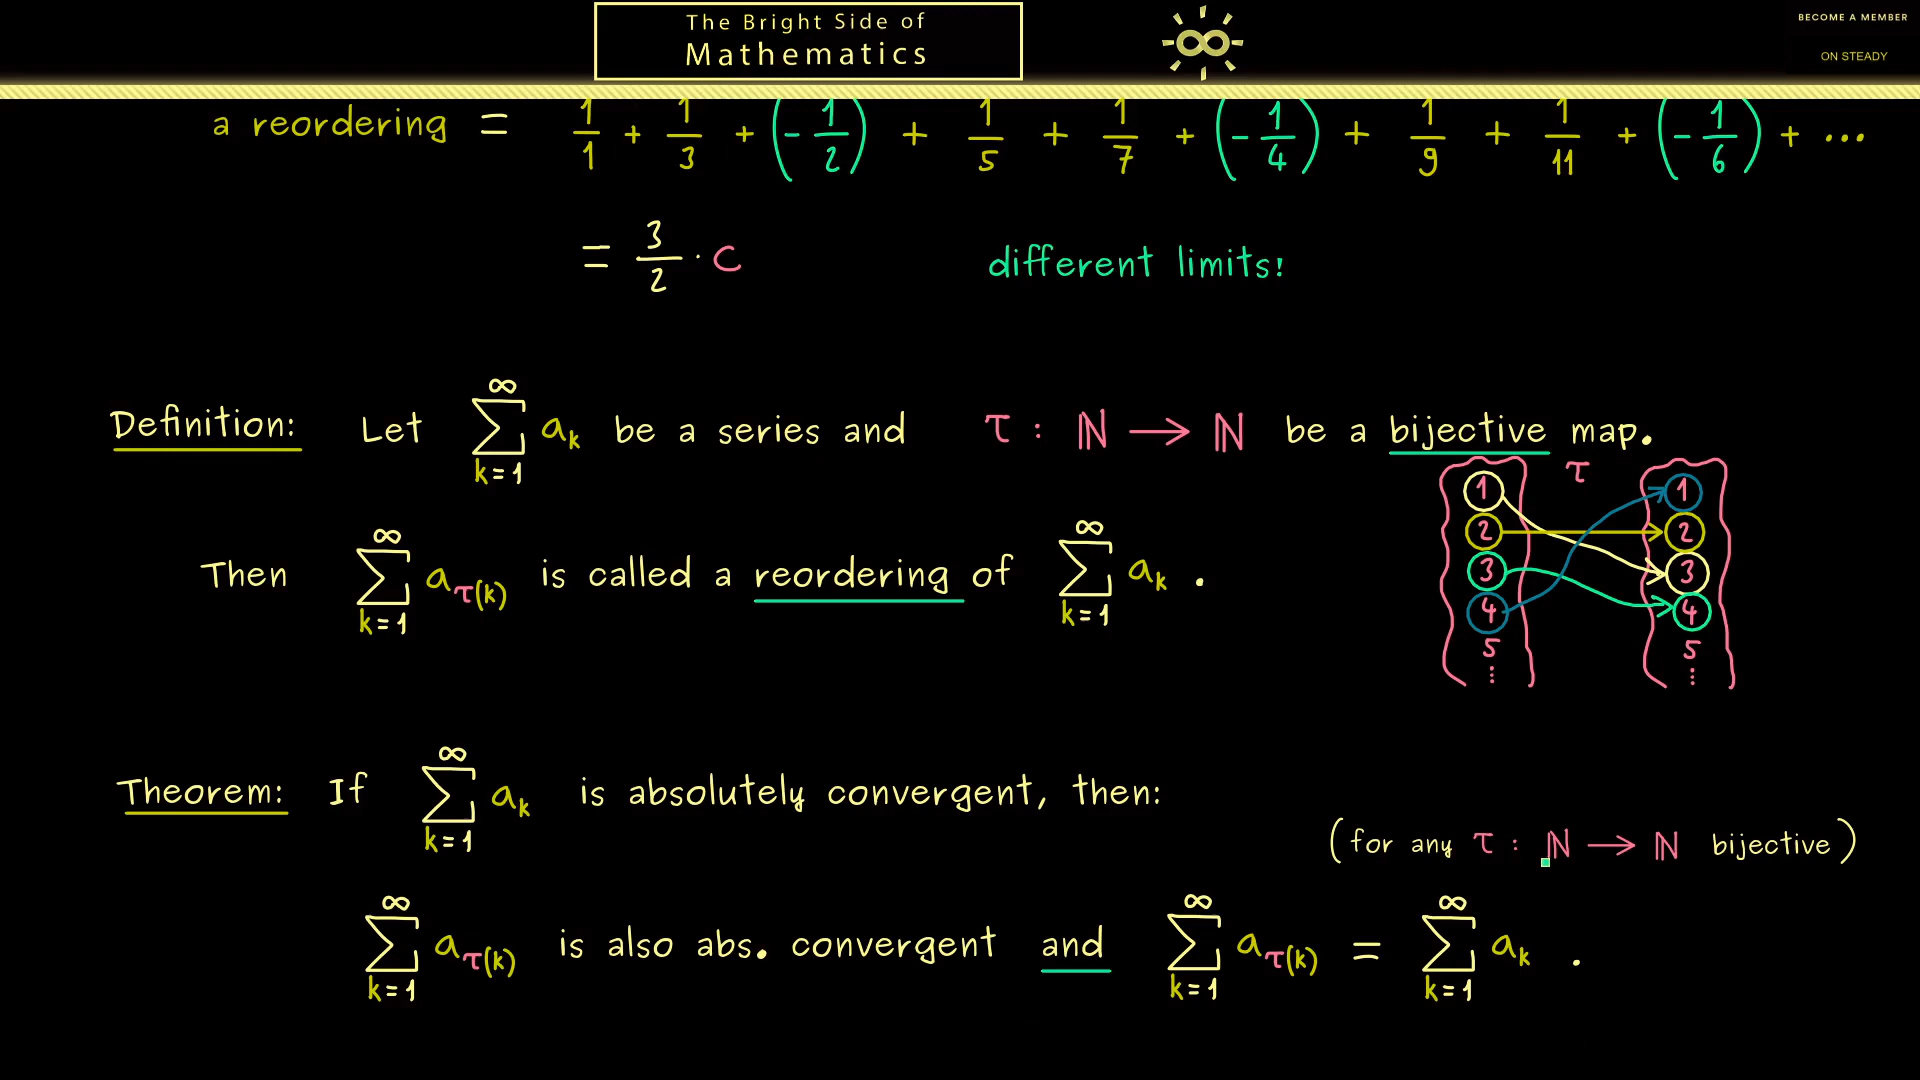 The Bright Side of
Mathematics
BECOME A MEMBER
ON STEADY
a reordering = 1/1 + 1/3 + (-1/2) + 1/5 + 1/7 + (-1/4) + 1/9 + 1/11 + (-1/6) + ...
= 3/2 · c different limits!
Definition: Let ∑_{k=1}^{∞} a_k be a series and τ : ℕ → ℕ be a bijective map.
τ
1 1
2 2
3 3
4 4
5 5
⋮ ⋮
Then ∑_{k=1}^{∞} a_{τ(k)} is called a reordering of ∑_{k=1}^{∞} a_k .
Theorem: If ∑_{k=1}^{∞} a_k is absolutely convergent, then:
(for any τ : ℕ → ℕ bijective)
∑_{k=1}^{∞} a_{τ(k)} is also abs. convergent and ∑_{k=1}^{∞} a_{τ(k)} = ∑_{k=1}^{∞} a_k .